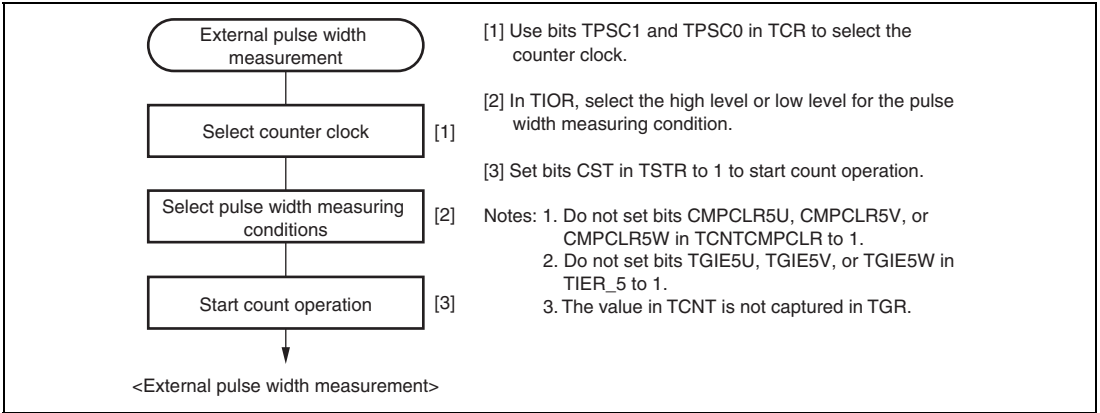 External pulse width
measurement
Select counter clock
[1]
Select pulse width measuring
conditions
[2]
Start count operation
[3]
<External pulse width measurement>
[1] Use bits TPSC1 and TPSC0 in TCR to select the
counter clock.
[2] In TIOR, select the high level or low level for the pulse
width measuring condition.
[3] Set bits CST in TSTR to 1 to start count operation.
Notes: 1. Do not set bits CMPCLR5U, CMPCLR5V, or
CMPCLR5W in TCNTCMPCLR to 1.
2. Do not set bits TGIE5U, TGIE5V, or TGIE5W in
TIER_5 to 1.
3. The value in TCNT is not captured in TGR.